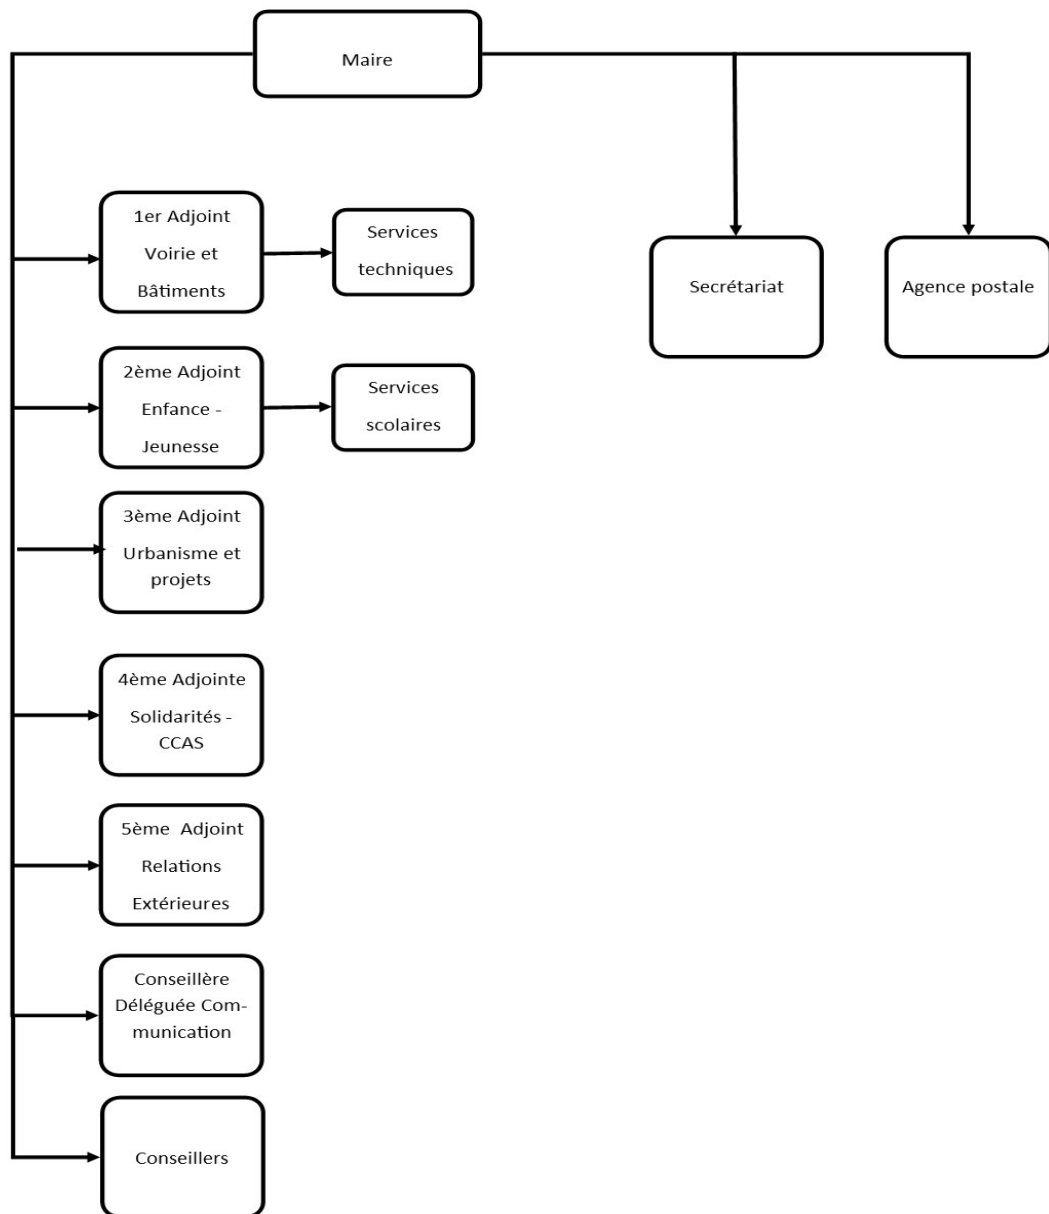 Maire
1er Adjoint
Voirie et
Bâtiments
Services
techniques
Secrétariat
Agence postale
2ème Adjoint
Enfance -
Jeunesse
Services
scolaires
3ème Adjoint
Urbanisme et
projets
4ème Adjointe
Solidarités -
CCAS
5ème  Adjoint
Relations
Extérieures
Conseillère
Déléguée Com-
munication
Conseillers